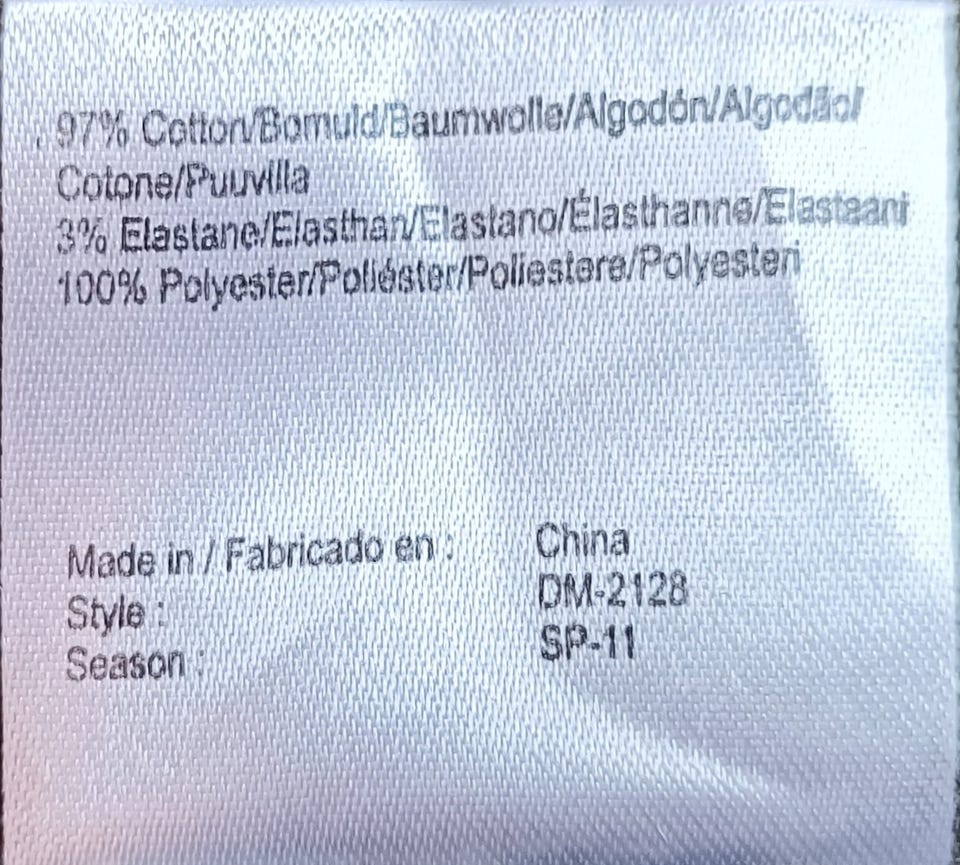 97% Cotton/Bomuld/Baumwolle/Algodón/Algodão/
Cotone/Puuvilla
3% Elastane/Elasthan/Elastano/Élasthanne/Elastaani
100% Polyester/Poliéster/Poliestere/Polyesteri
Made in / Fabricado en : China
Style : DM-2128
Season : SP-11